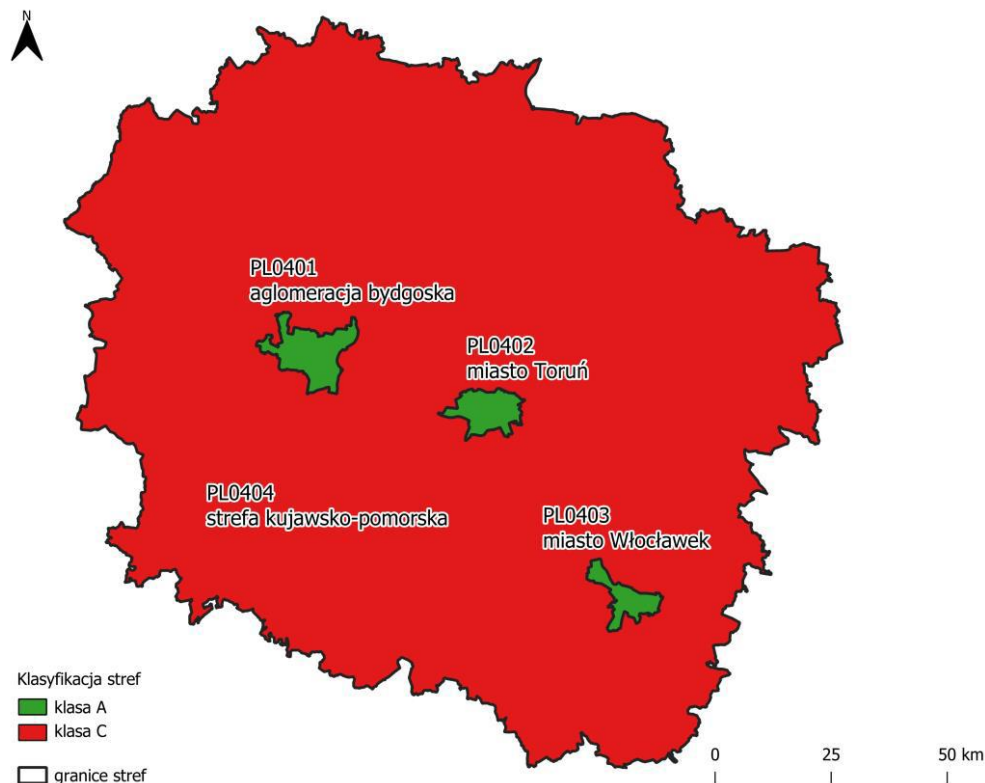 N
PL0401
aglomeracja bydgoska
PL0402
miasto Toruń
PL0404
strefa kujawsko-pomorska
PL0403
miasto Włocławek
Klasyfikacja stref
klasa A
klasa C
granice stref
0 25 50 km